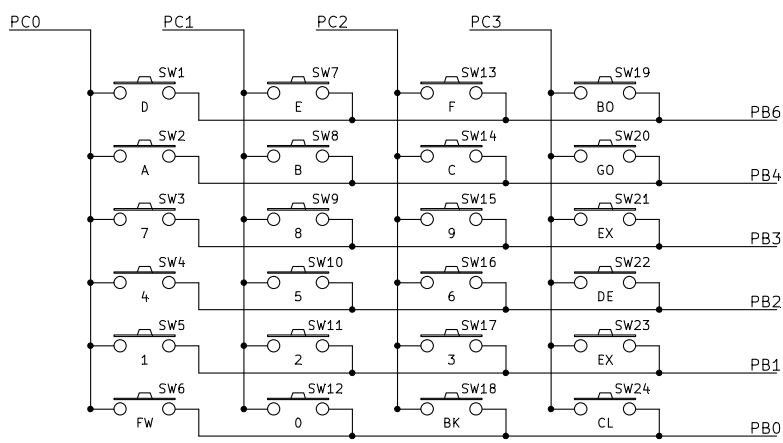 PC0 PC1 PC2 PC3
SW1 SW7 SW13 SW19
D E F BO
PB6
SW2 SW8 SW14 SW20
A B C GO
PB4
SW3 SW9 SW15 SW21
7 8 9 EX
PB3
SW4 SW10 SW16 SW22
4 5 6 DE
PB2
SW5 SW11 SW17 SW23
1 2 3 EX
PB1
SW6 SW12 SW18 SW24
FW 0 BK CL
PB0